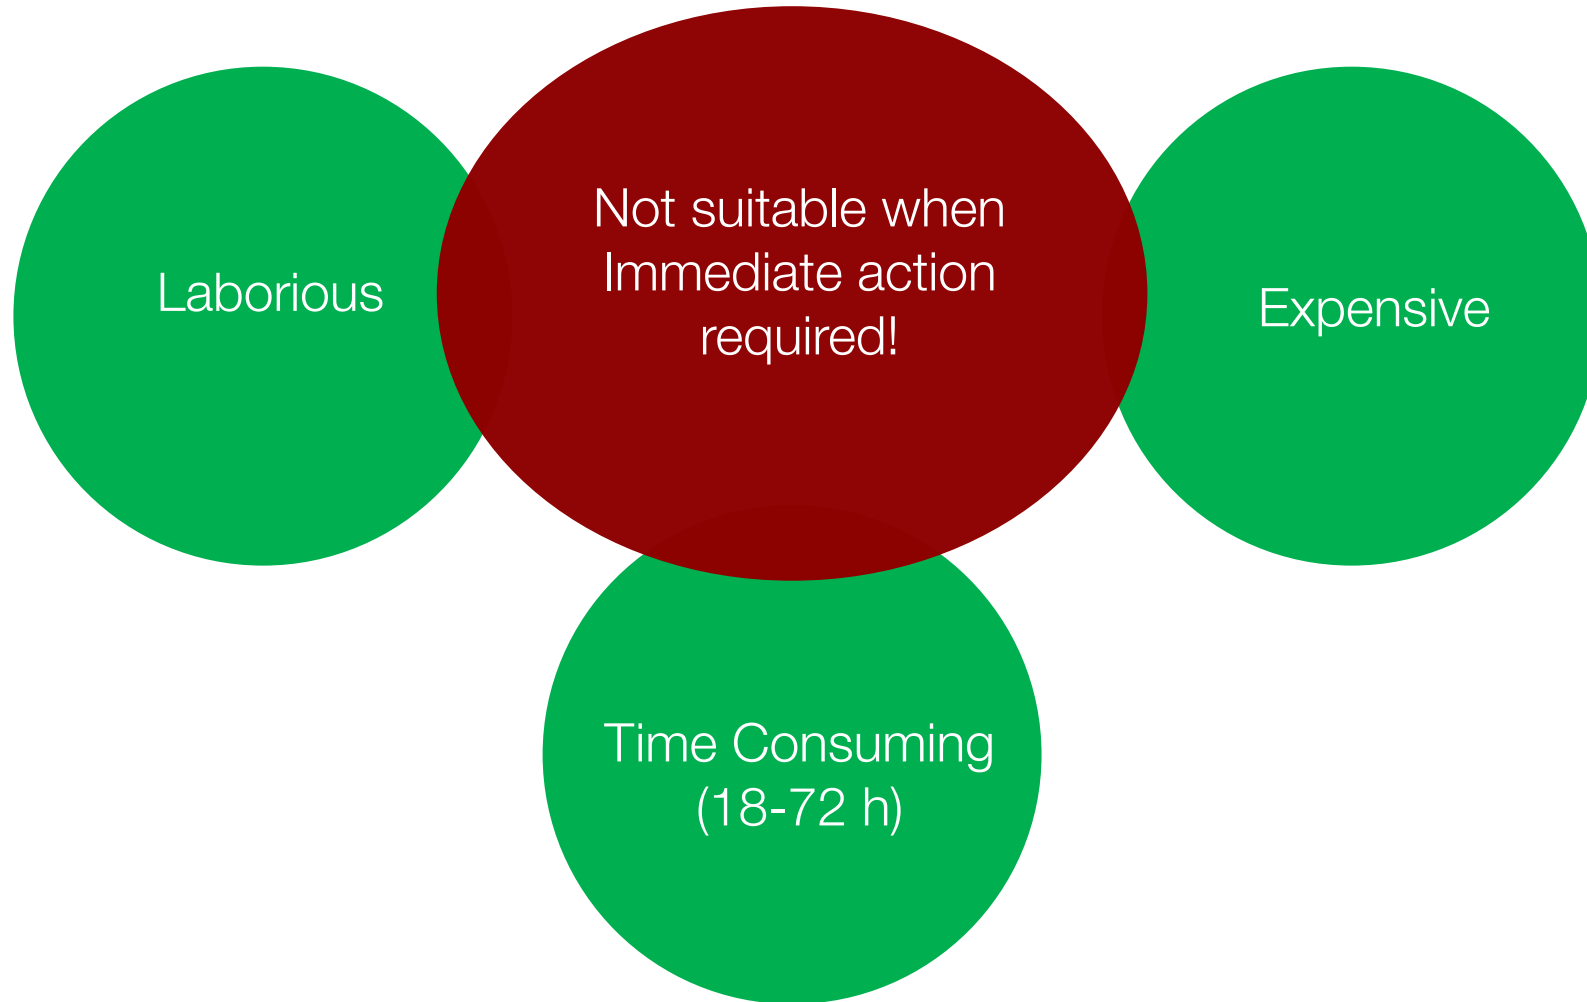 Not suitable when
Immediate action
required!
Laborious
Expensive
Time Consuming
(18-72 h)